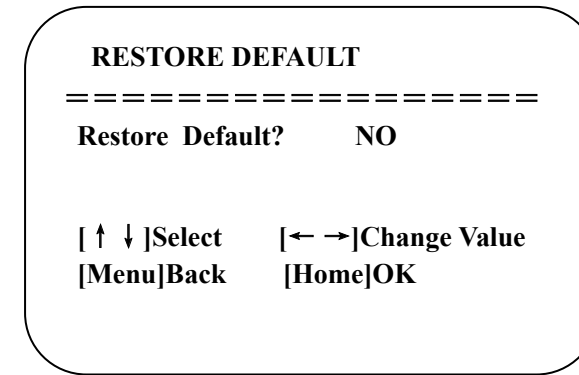 RESTORE DEFAULT
=================
Restore Default? NO
[↑ ↓]Select [← →]Change Value
[Menu]Back [Home]OK